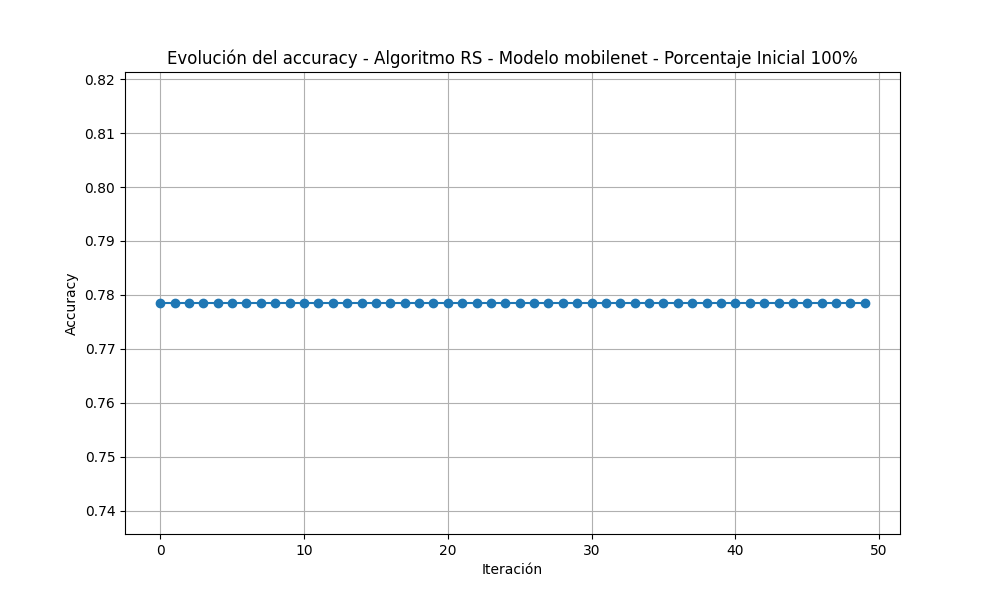 Evolución del accuracy - Algoritmo RS - Modelo mobilenet - Porcentaje Inicial 100%
0.82
0.81
0.80
0.79
0.78
0.77
0.76
0.75
0.74
Accuracy
0 10 20 30 40 50
Iteración